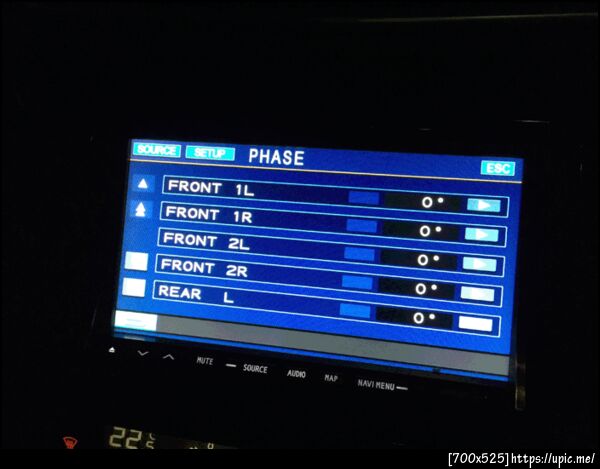 SOURCE SETUP PHASE ESC
FRONT 1L 0°
FRONT 1R 0°
FRONT 2L 0°
FRONT 2R 0°
REAR L 0°
MUTE SOURCE AUDIO MAP NAVI MENU
22
[700x525]https://upic.me/